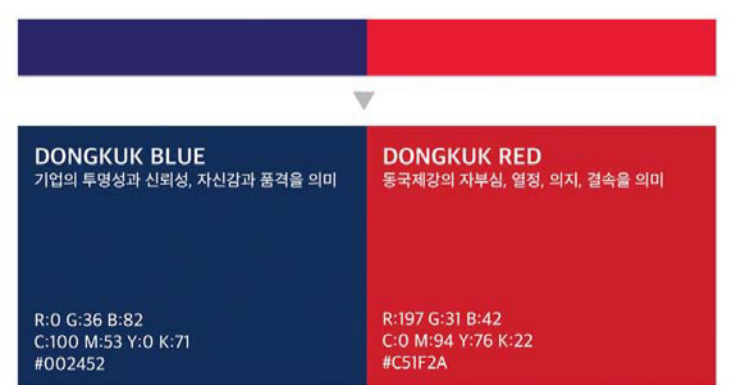 DONGKUK BLUE
기업의 투명성과 신뢰성, 자신감과 품격을 의미
R:0 G:36 B:82
C:100 M:53 Y:0 K:71
#002452
DONGKUK RED
동국제강의 자부심, 열정, 의지, 결속을 의미
R:197 G:31 B:42
C:0 M:94 Y:76 K:22
#C51F2A